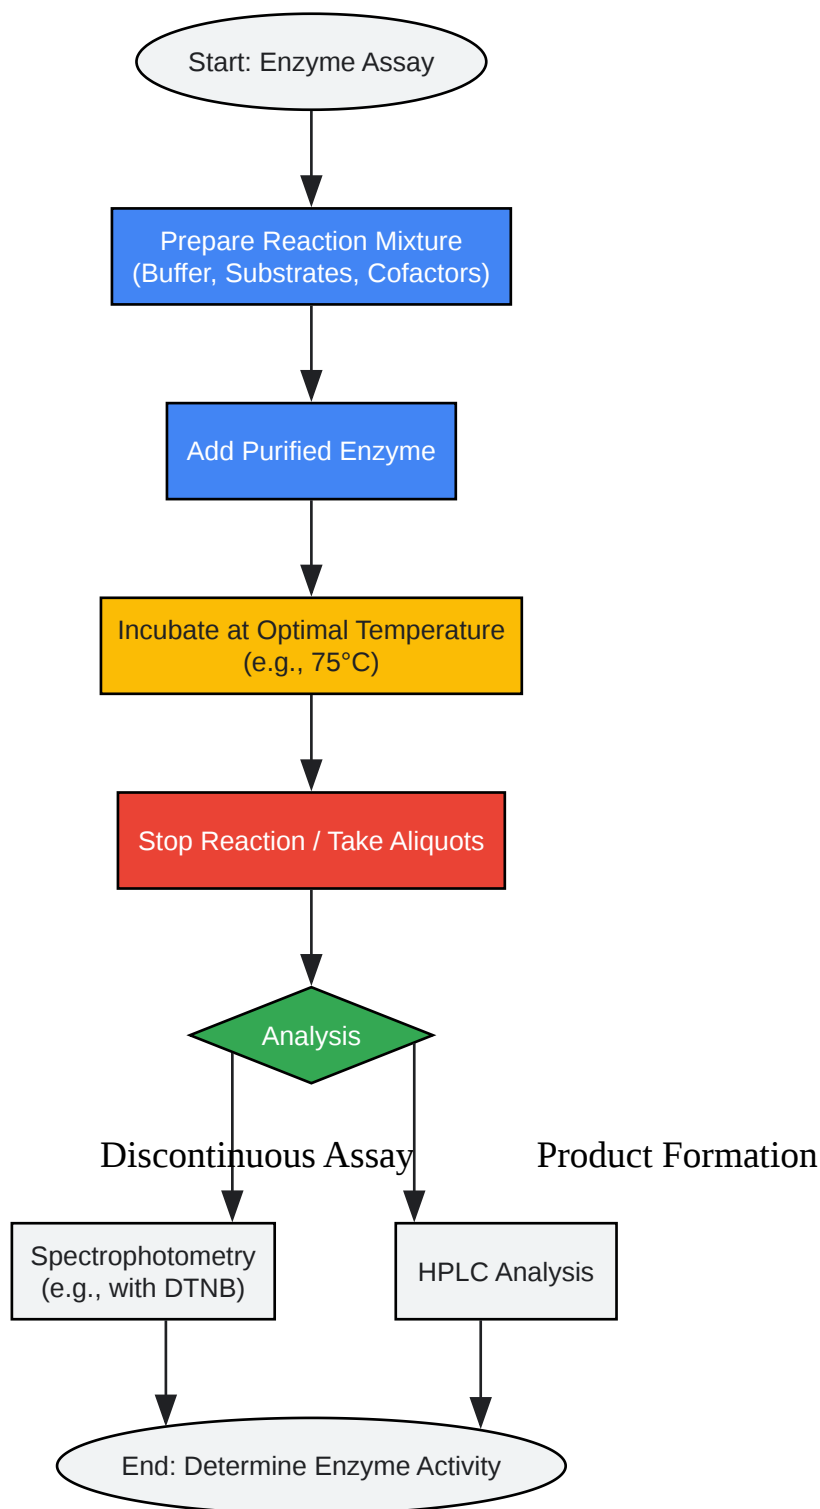 Start: Enzyme Assay
Prepare Reaction Mixture
(Buffer, Substrates, Cofactors)
Add Purified Enzyme
Incubate at Optimal Temperature
(e.g., 75°C)
Stop Reaction / Take Aliquots
Analysis
Discontinuous Assay
Product Formation
Spectrophotometry
(e.g., with DTNB)
HPLC Analysis
End: Determine Enzyme Activity